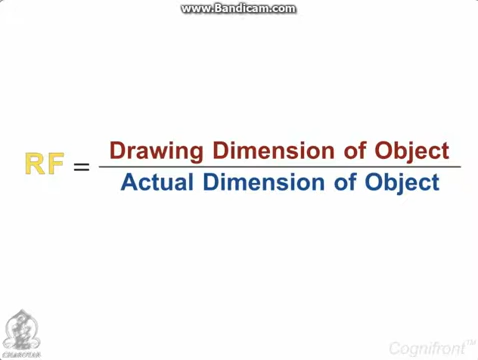 www.Bandicam.com
Drawing Dimension of Object
RF =
Actual Dimension of Object
Cognifront™